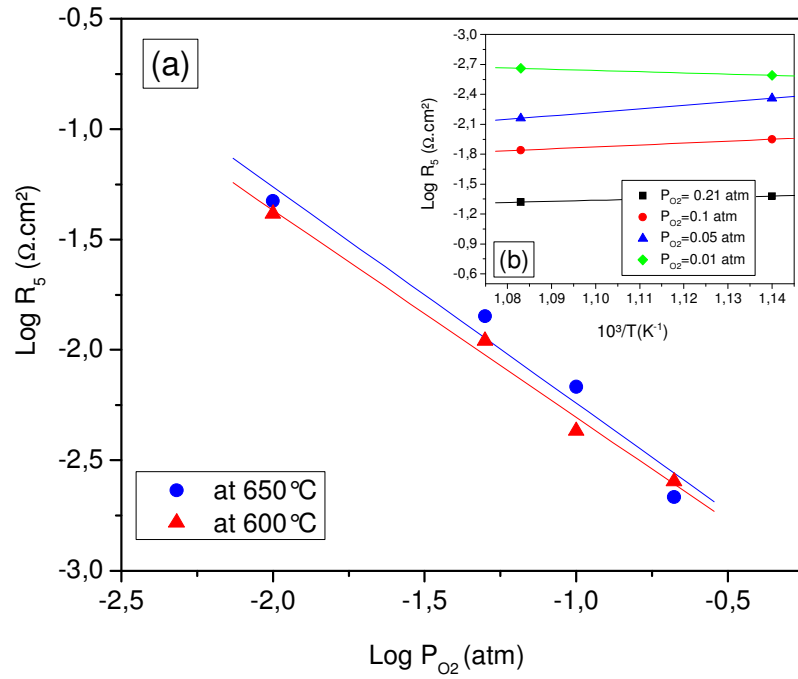 (a)
-0,5
-1,0
-1,5
-2,0
-2,5
-3,0
Log R5 (Ω.cm²)
-2,5 -2,0 -1,5 -1,0 -0,5
Log PO2 (atm)
at 650°C
at 600°C
-3,0
-2,7
-2,4
-2,1
-1,8
-1,5
-1,2
-0,9
-0,6
Log R5 (Ω.cm²)
PO2= 0.21 atm
PO2=0.1 atm
PO2=0.05 atm
PO2=0.01 atm
(b)
1,08 1,09 1,10 1,11 1,12 1,13 1,14
10³/T(K⁻¹)